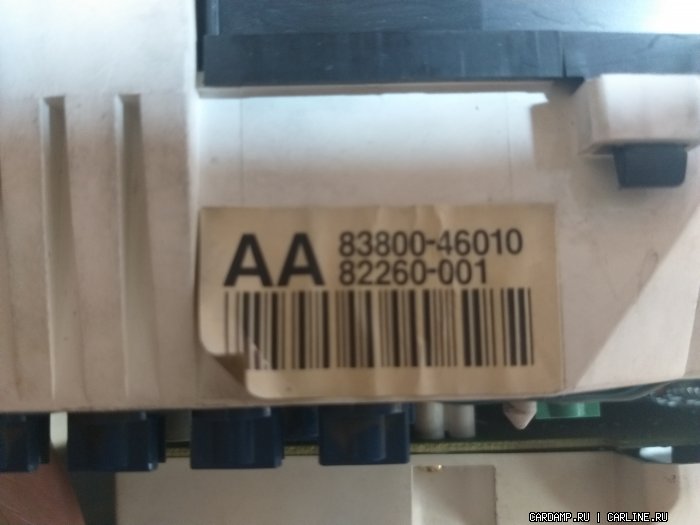 AA 83800-46010
82260-001
CARDAMP.RU | CARLINE.RU